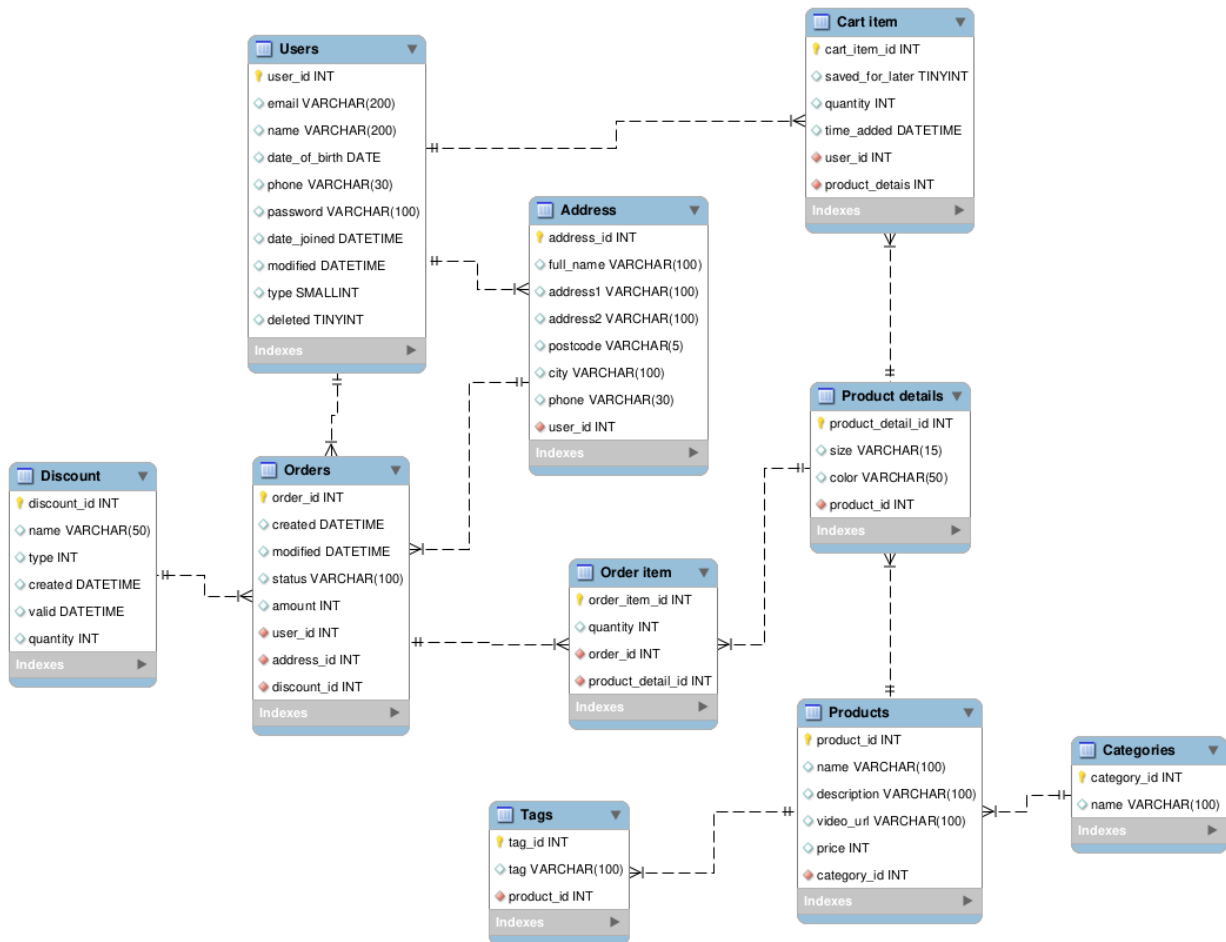 Users
user_id INT
email VARCHAR(200)
name VARCHAR(200)
date_of_birth DATE
phone VARCHAR(30)
password VARCHAR(100)
date_joined DATETIME
modified DATETIME
type SMALLINT
deleted TINYINT
Indexes
Cart item
cart_item_id INT
saved_for_later TINYINT
quantity INT
time_added DATETIME
user_id INT
product_detais INT
Indexes
Address
address_id INT
full_name VARCHAR(100)
address1 VARCHAR(100)
address2 VARCHAR(100)
postcode VARCHAR(5)
city VARCHAR(100)
phone VARCHAR(30)
user_id INT
Indexes
Product details
product_detail_id INT
size VARCHAR(15)
color VARCHAR(50)
product_id INT
Indexes
Discount
discount_id INT
name VARCHAR(50)
type INT
created DATETIME
valid DATETIME
quantity INT
Indexes
Orders
order_id INT
created DATETIME
modified DATETIME
status VARCHAR(100)
amount INT
user_id INT
address_id INT
discount_id INT
Indexes
Order item
order_item_id INT
quantity INT
order_id INT
product_detail_id INT
Indexes
Products
product_id INT
name VARCHAR(100)
description VARCHAR(100)
video_url VARCHAR(100)
price INT
category_id INT
Indexes
Categories
category_id INT
name VARCHAR(100)
Indexes
Tags
tag_id INT
tag VARCHAR(100)
product_id INT
Indexes